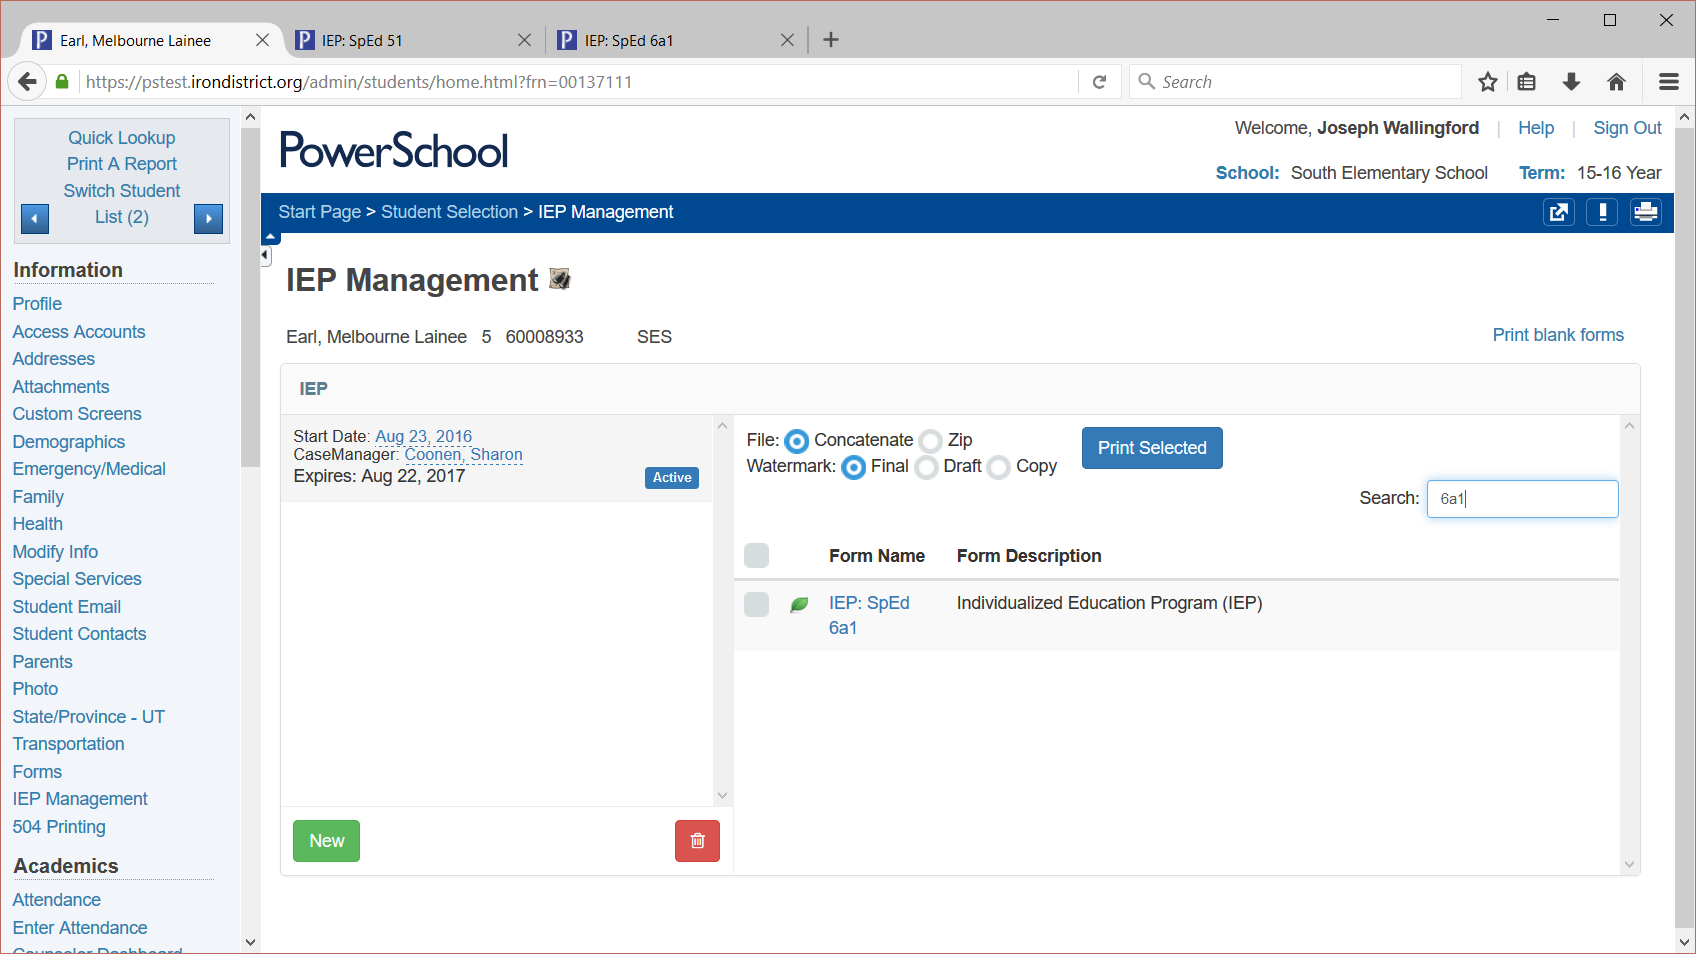 Earl, Melbourne Lainee
IEP: SpEd 51
IEP: SpEd 6a1
https://pstest.irondistrict.org/admin/students/home.html?frn=00137111
Search
Quick Lookup
Print A Report
Switch Student
List (2)
Information
Profile
Access Accounts
Addresses
Attachments
Custom Screens
Demographics
Emergency/Medical
Family
Health
Modify Info
Special Services
Student Email
Student Contacts
Parents
Photo
State/Province - UT
Transportation
Forms
IEP Management
504 Printing
Academics
Attendance
Enter Attendance
Counselor Dashboard
PowerSchool
Welcome, Joseph Wallingford | Help | Sign Out
School: South Elementary School Term: 15-16 Year
Start Page > Student Selection > IEP Management
IEP Management
Earl, Melbourne Lainee 5 60008933 SES
Print blank forms
IEP
Start Date: Aug 23, 2016
CaseManager: Coonen, Sharon
Expires: Aug 22, 2017
Active
New
File: Concatenate Zip
Watermark: Final Draft Copy
Print Selected
Search: 6a1
Form Name Form Description
IEP: SpEd Individualized Education Program (IEP)
6a1